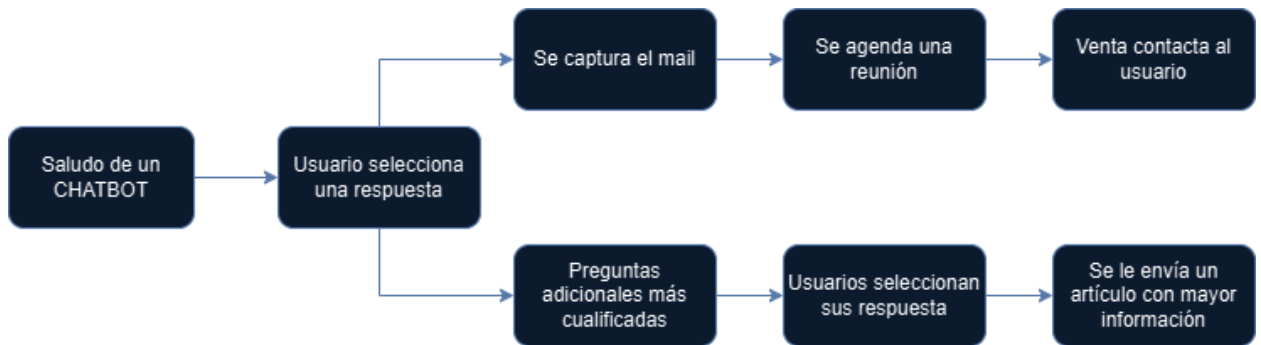 Saludo de un
CHATBOT
Usuario selecciona
una respuesta
Se captura el mail
Se agenda una
reunión
Venta contacta al
usuario
Preguntas
adicionales más
cualificadas
Usuarios seleccionan
sus respuesta
Se le envía un
artículo con mayor
información